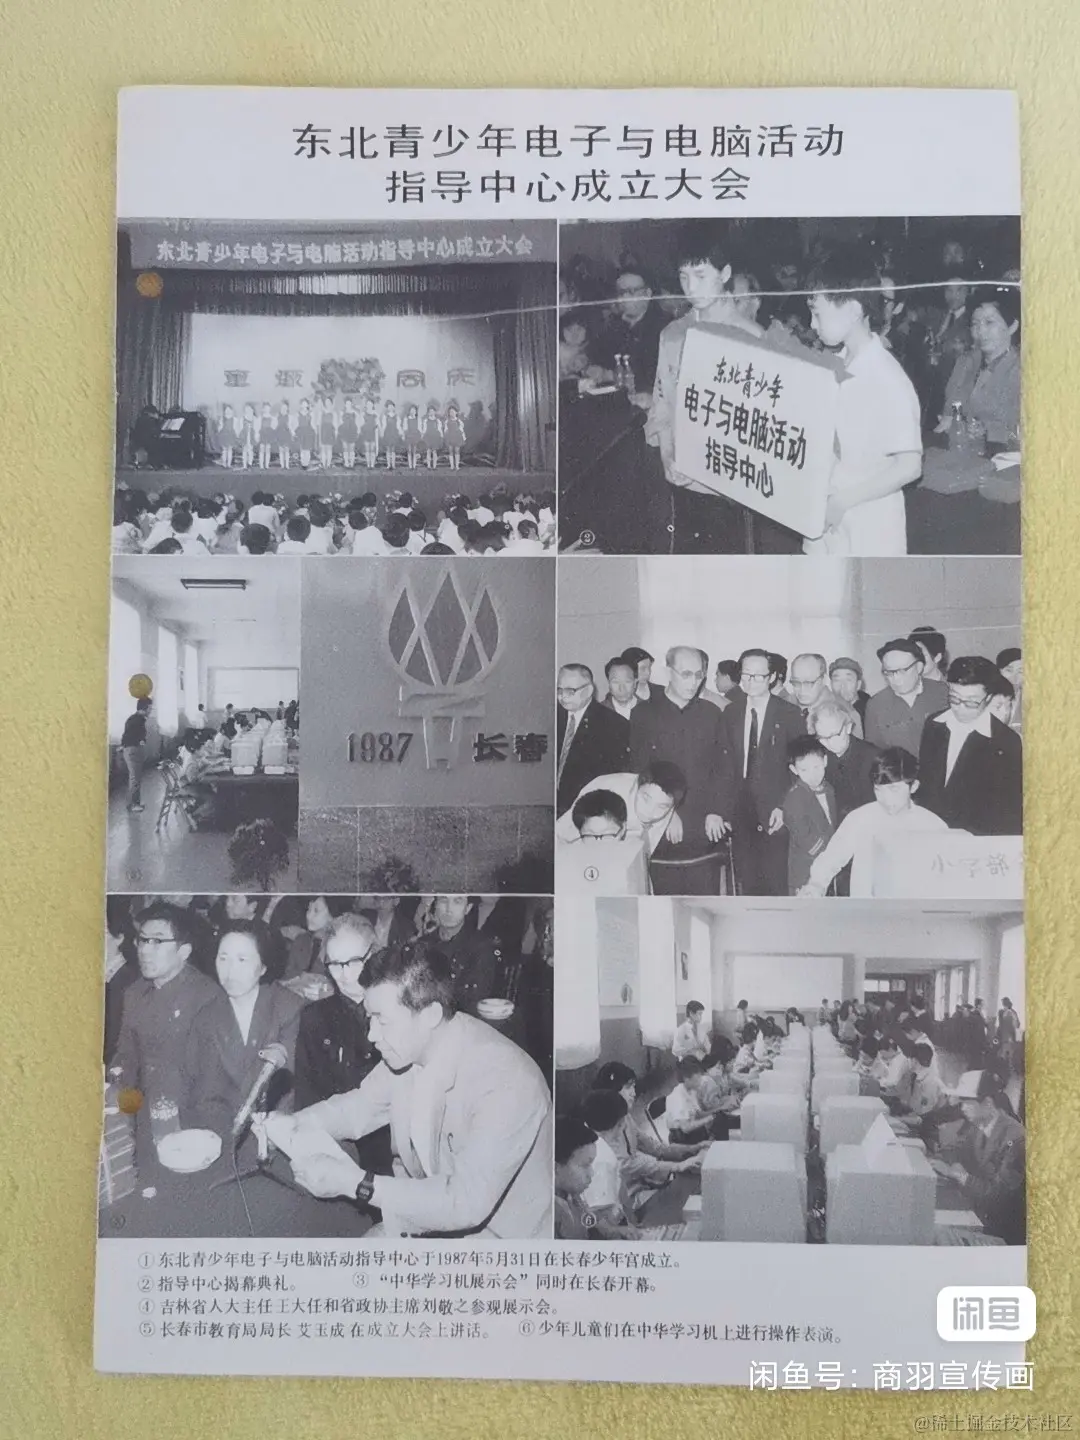 东北青少年电子与电脑活动
指导中心成立大会
东北青少年电子与电脑活动指导中心成立大会
童颂
同庆
东北青少年
电子与电脑活动
指导中心
②
1987 长春
④
小学部
⑥
①东北青少年电子与电脑活动指导中心于1987年5月31日在长春少年宫成立。
②指导中心揭幕典礼。 ③“中华学习机展示会”同时在长春开幕。
④吉林省人大主任王大任和省政协主席刘敬之参观展示会。
⑤长春市教育局局长 艾玉成 在成立大会上讲话。 ⑥少年儿童们在中华学习机上进行操作表演。
闲鱼
闲鱼号：商羽宣传画
@稀土掘金技术社区